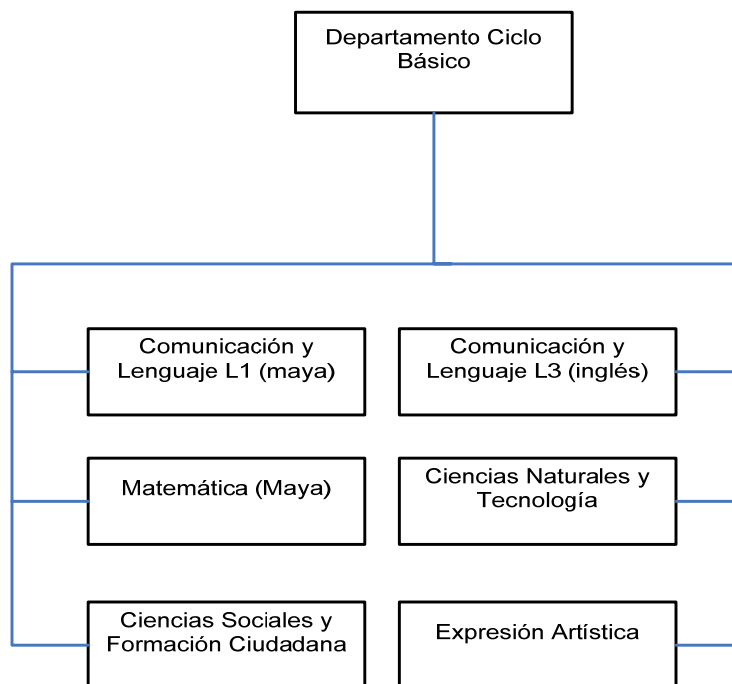 Departamento Ciclo
Básico
Comunicación y
Lenguaje L1 (maya)
Comunicación y
Lenguaje L3 (inglés)
Matemática (Maya)
Ciencias Naturales y
Tecnología
Ciencias Sociales y
Formación Ciudadana
Expresión Artística